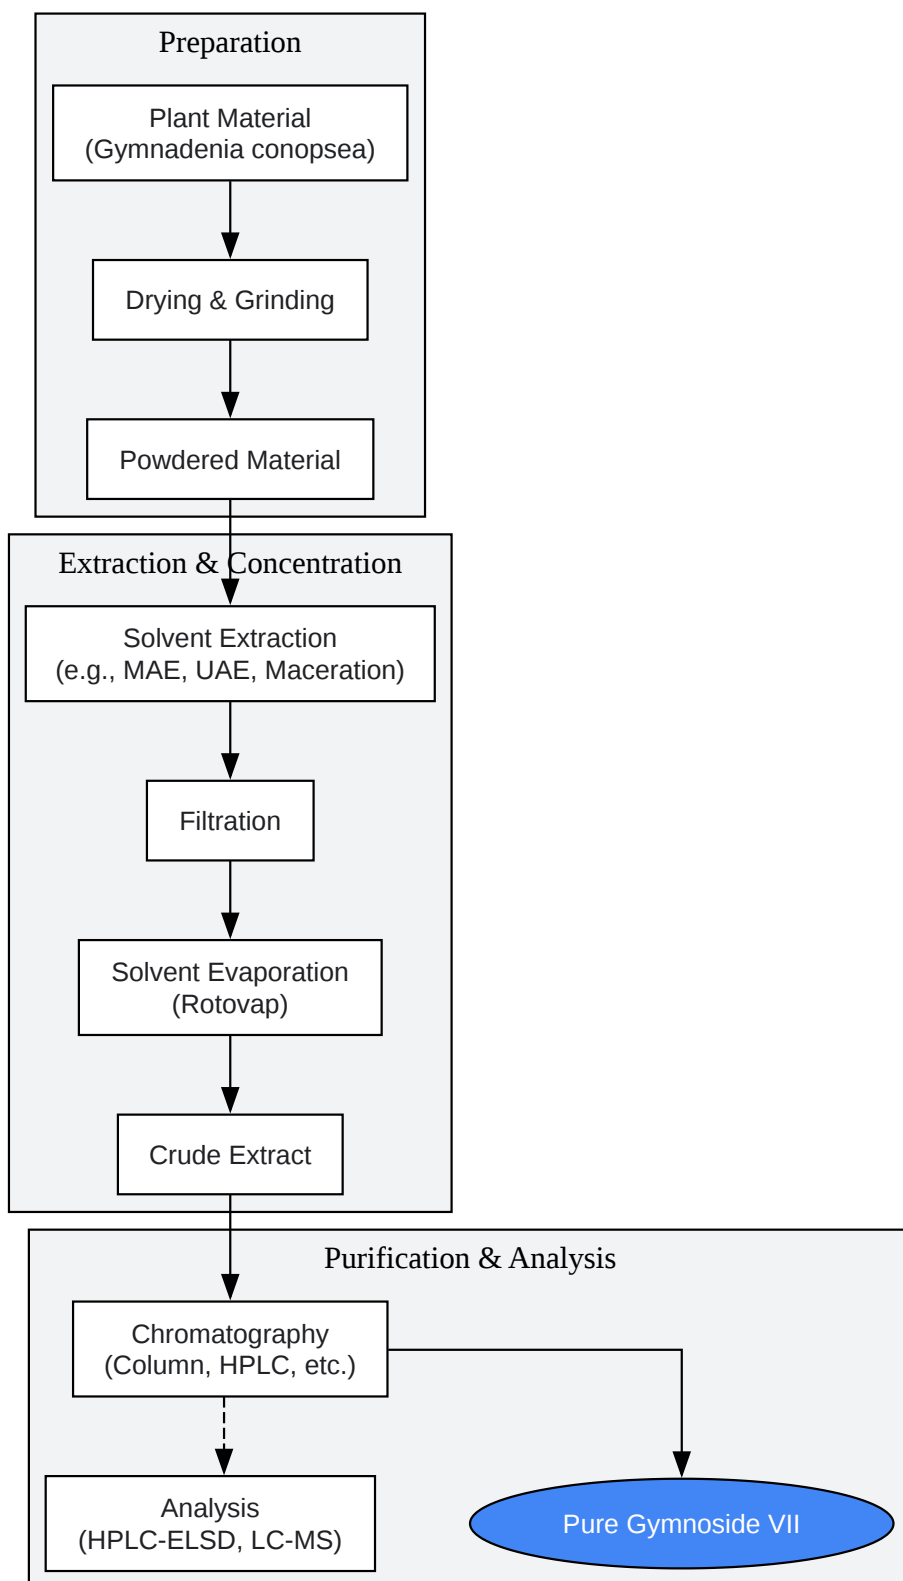 Preparation
Plant Material
(Gymnadenia conopsea)
Drying & Grinding
Powdered Material
Extraction & Concentration
Solvent Extraction
(e.g., MAE, UAE, Maceration)
Filtration
Solvent Evaporation
(Rotovap)
Crude Extract
Purification & Analysis
Chromatography
(Column, HPLC, etc.)
Analysis
(HPLC-ELSD, LC-MS)
Pure Gymnoside VII